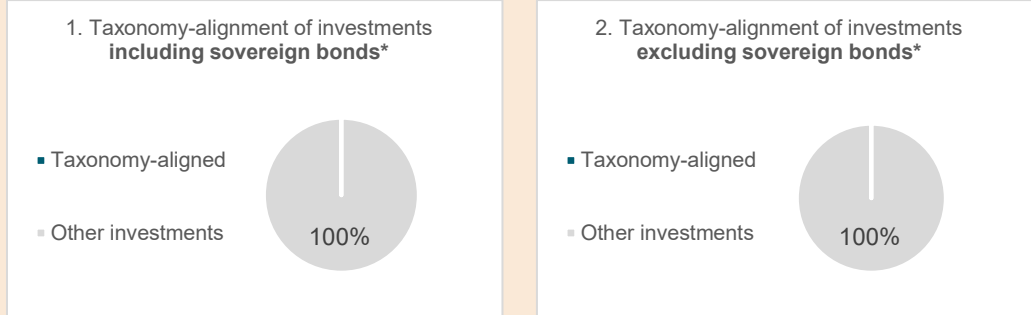 1. Taxonomy-alignment of investments
including sovereign bonds*
Taxonomy-aligned
Other investments
100%
2. Taxonomy-alignment of investments
excluding sovereign bonds*
Taxonomy-aligned
Other investments
100%